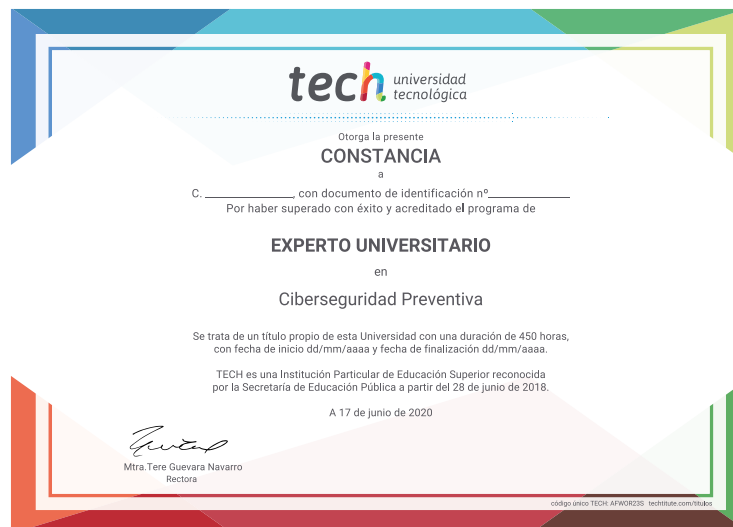 tech universidad
tecnológica
Otorga la presente
CONSTANCIA
a
C. ______________, con documento de identificación nº______________
Por haber superado con éxito y acreditado el programa de
EXPERTO UNIVERSITARIO
en
Ciberseguridad Preventiva
Se trata de un título propio de esta Universidad con una duración de 450 horas,
con fecha de inicio dd/mm/aaaa y fecha de finalización dd/mm/aaaa.
TECH es una Institución Particular de Educación Superior reconocida
por la Secretaría de Educación Pública a partir del 28 de junio de 2018.
A 17 de junio de 2020
Mtra.Tere Guevara Navarro
Rectora
código único TECH: AFWOR23S techtitute.com/titulos